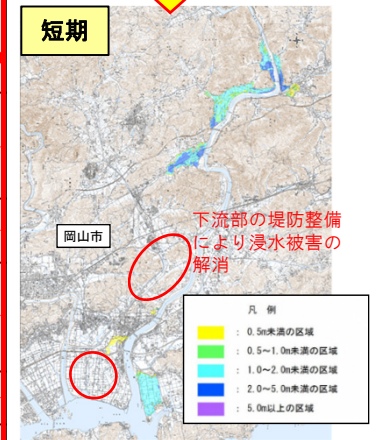 短期
岡山市
下流部の堤防整備
により浸水被害の
解消
凡 例
: 0.5m未満の区域
: 0.5～1.0m未満の区域
: 1.0～2.0m未満の区域
: 2.0～5.0m未満の区域
: 5.0m以上の区域